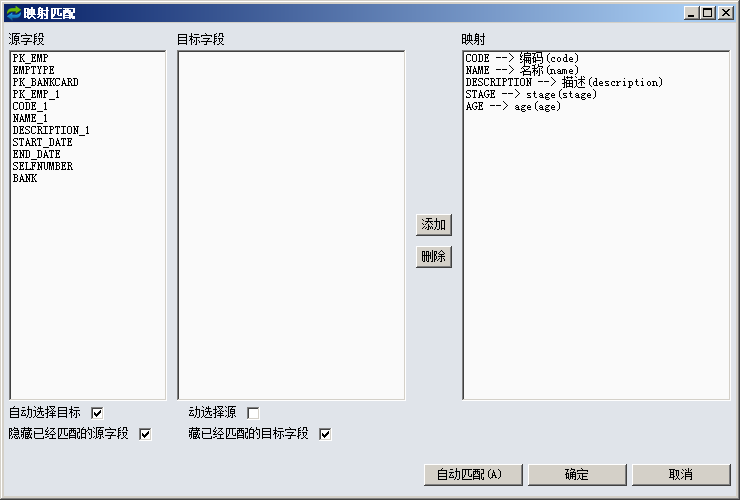 映射匹配
源字段
目标字段
映射
PK_EMP
EMPTYPE
PK_BANKCARD
PK_EMP_1
CODE_1
NAME_1
DESCRIPTION_1
START_DATE
END_DATE
SELFNUMBER
BANK
添加
删除
CODE --> 编码(code)
NAME --> 名称(name)
DESCRIPTION --> 描述(description)
STAGE --> stage(stage)
AGE --> age(age)
自动选择目标
动选择源
隐藏已经匹配的源字段
藏已经匹配的目标字段
自动匹配(A)
确定
取消